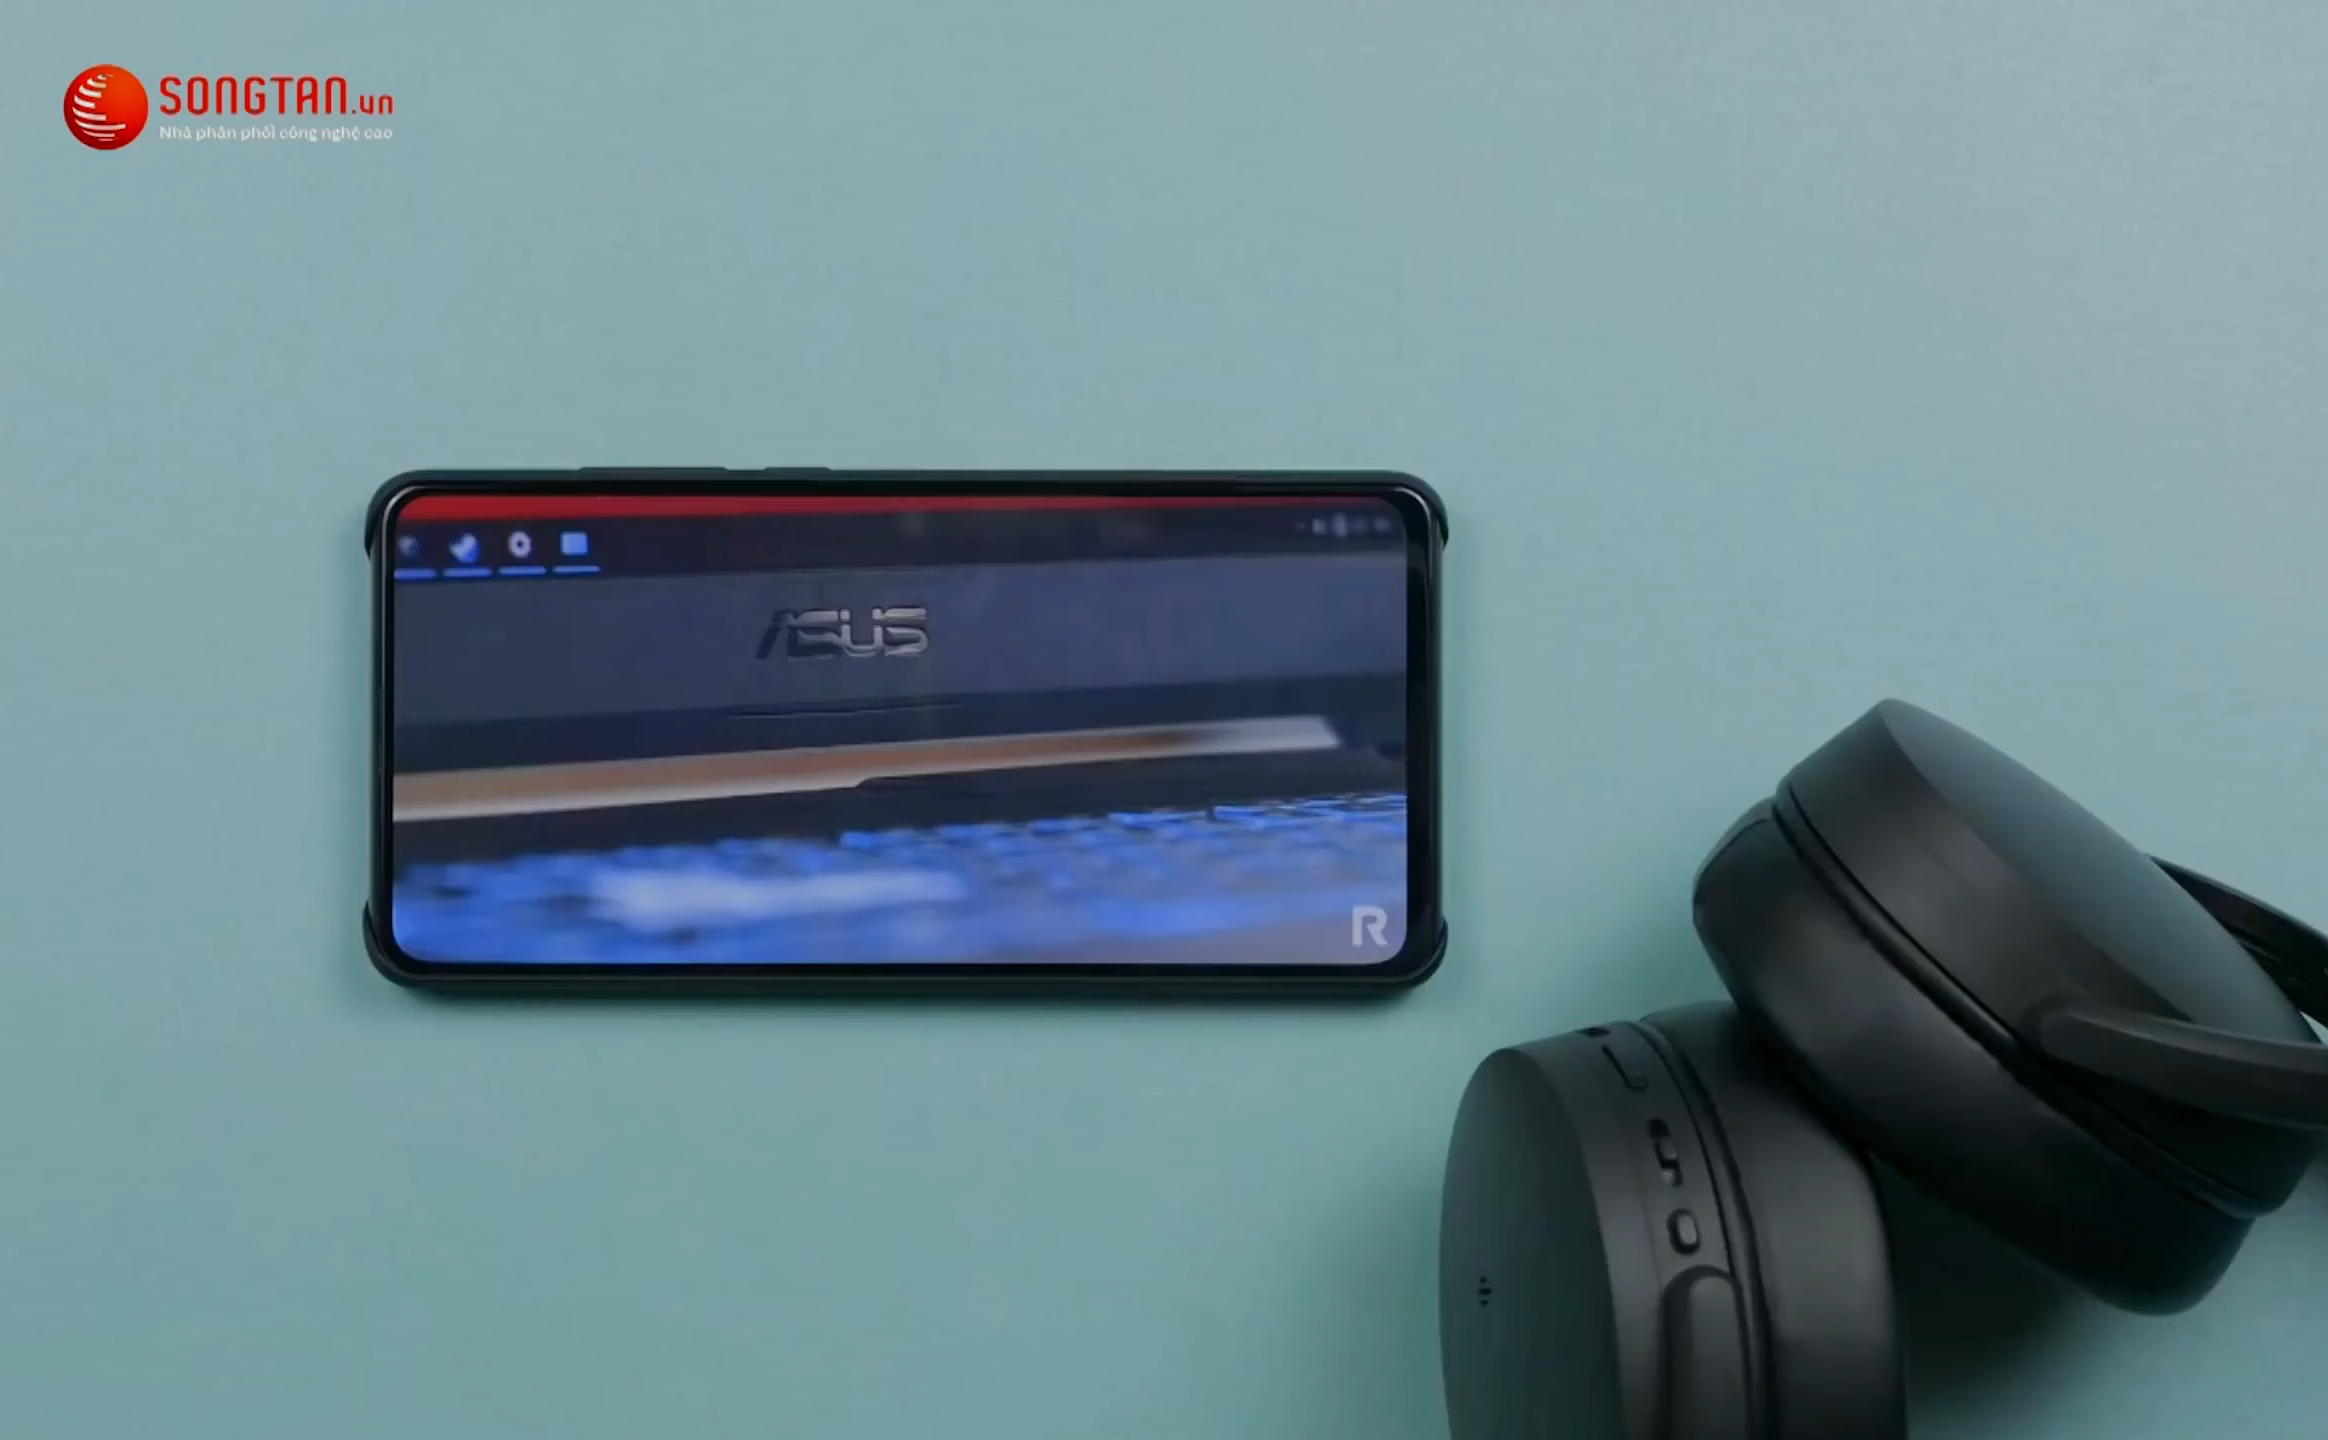 SONGTAN.vn
Nhà phân phối công nghệ cao
ASUS
R